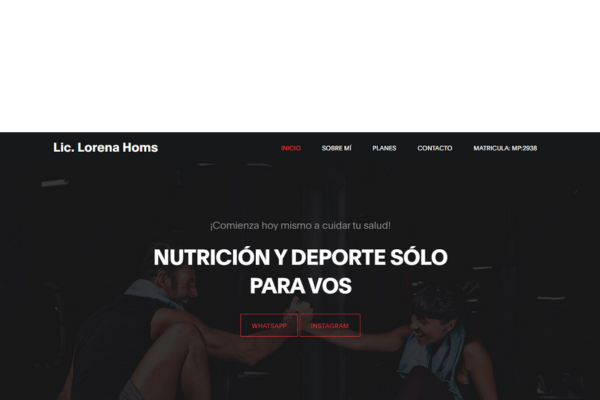 Lic. Lorena Homs
INICIO SOBRE MÍ PLANES CONTACTO MATRICULA: MP:2938
¡Comienza hoy mismo a cuidar tu salud!
NUTRICIÓN Y DEPORTE SÓLO
PARA VOS
WHATSAPP INSTAGRAM